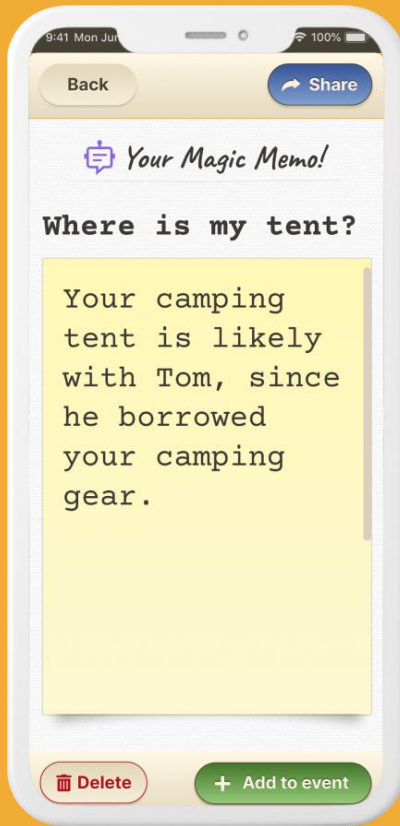 9:41 Mon Jun 100%
Back Share
Your Magic Memo!
Where is my tent?
Your camping
tent is likely
with Tom, since
he borrowed
your camping
gear.
Delete + Add to event